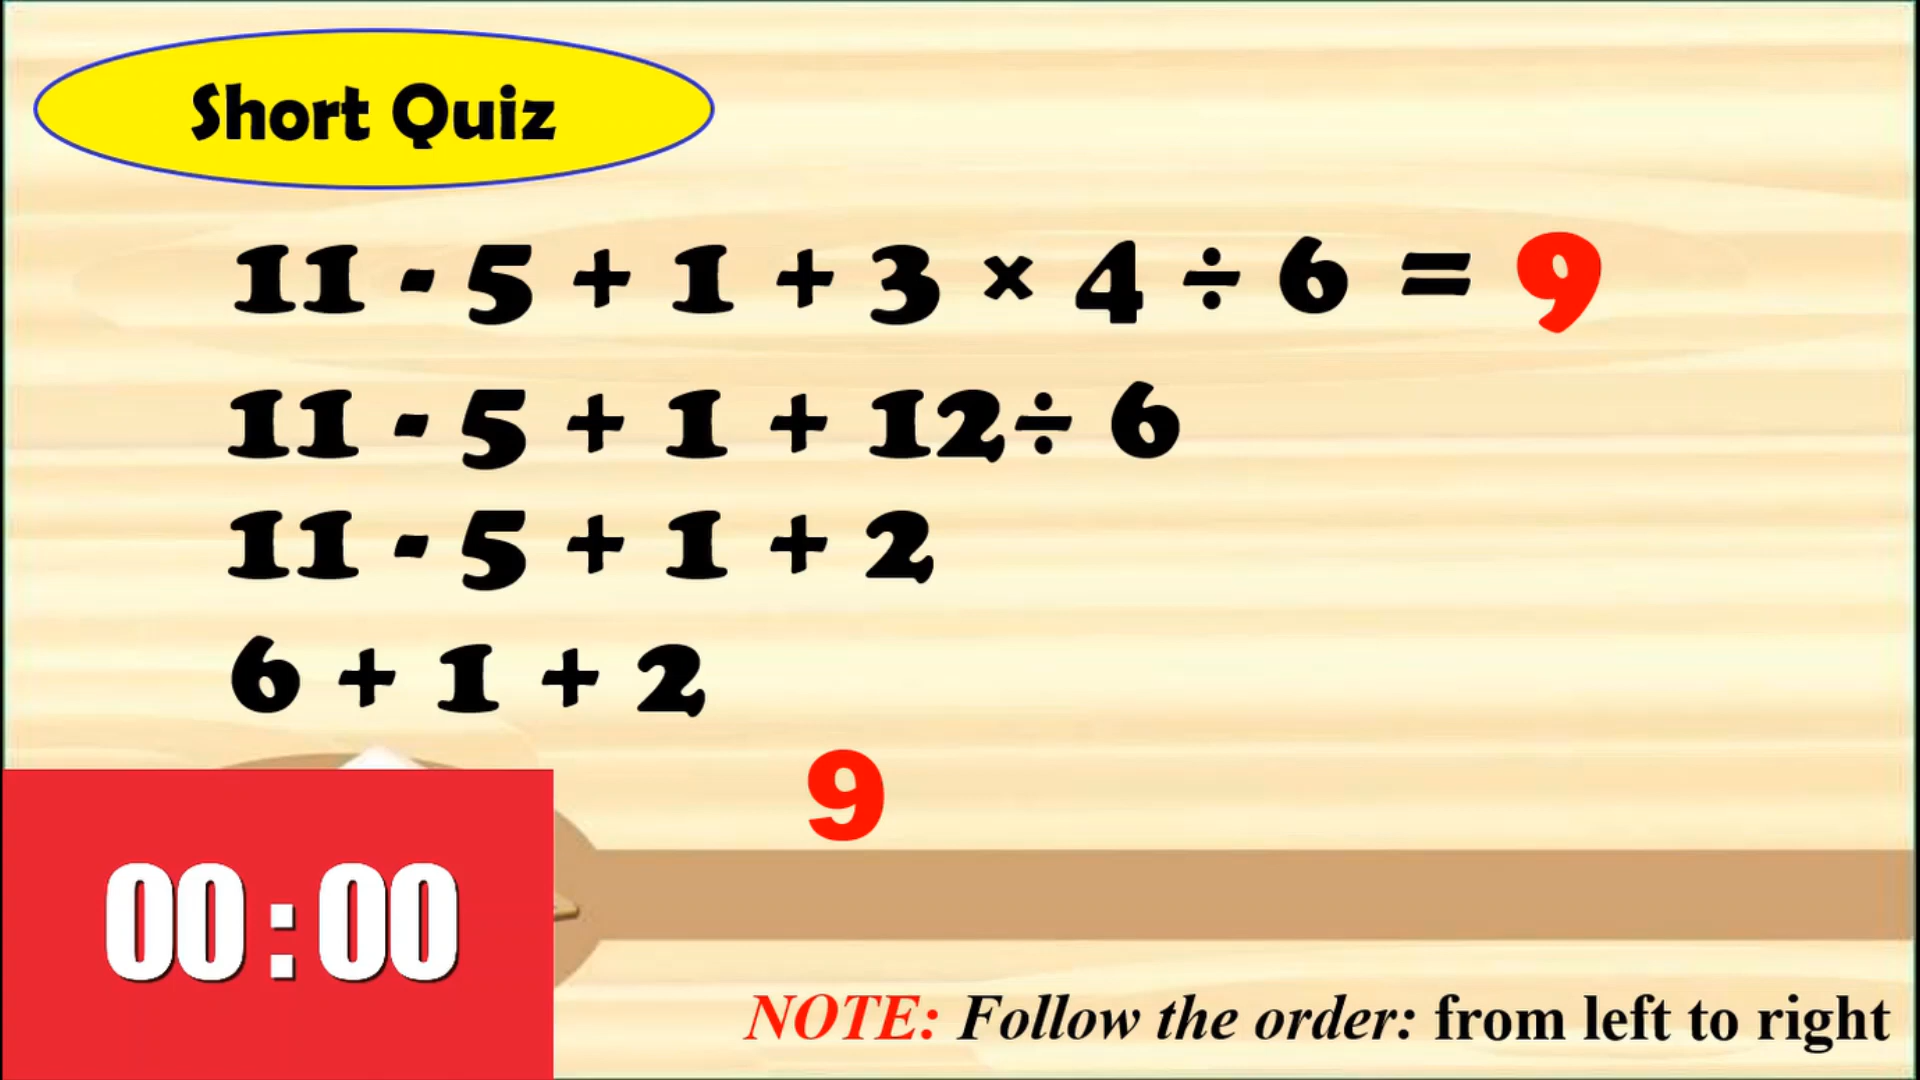 Short Quiz
11 - 5 + 1 + 3 × 4 ÷ 6 = 9
11 - 5 + 1 + 12÷ 6
11 - 5 + 1 + 2
6 + 1 + 2
9
00:00
NOTE: Follow the order: from left to right